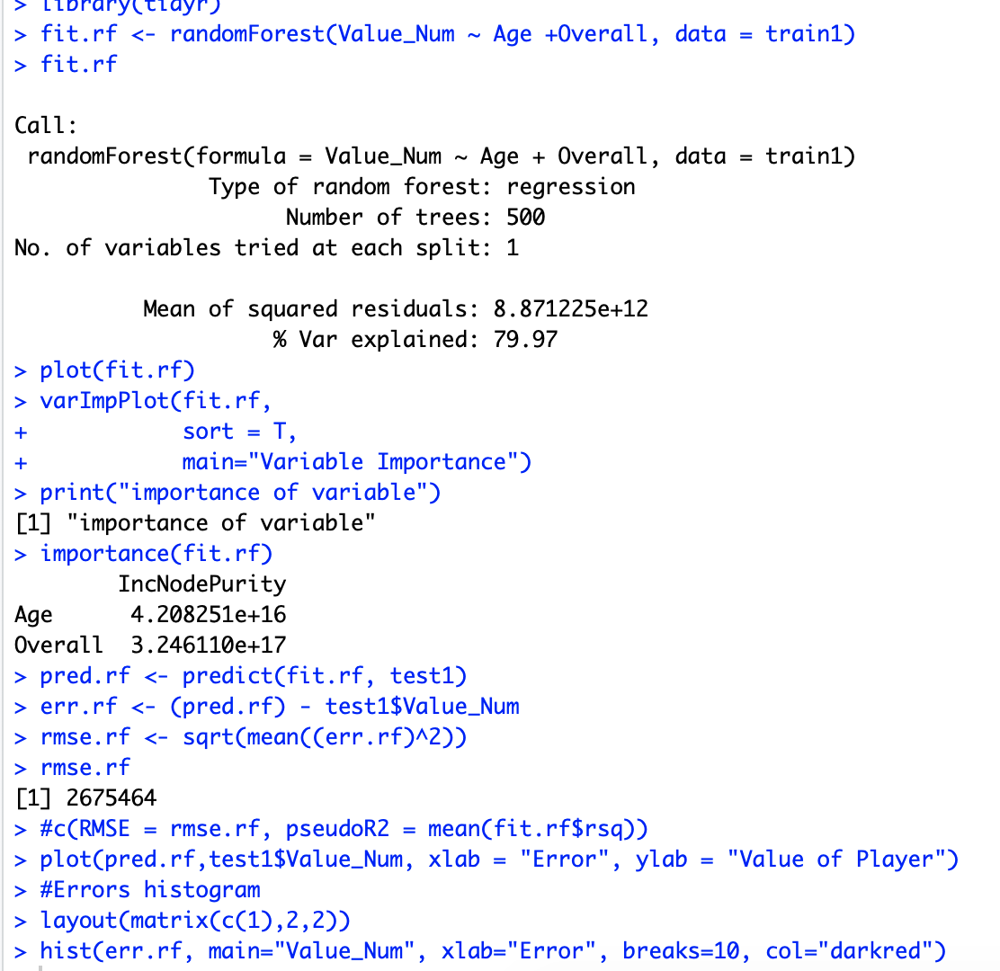 > library(tidyr)
> fit.rf <- randomForest(Value_Num ~ Age +Overall, data = train1)
> fit.rf

Call:
 randomForest(formula = Value_Num ~ Age + Overall, data = train1)
               Type of random forest: regression
                     Number of trees: 500
No. of variables tried at each split: 1

          Mean of squared residuals: 8.871225e+12
                    % Var explained: 79.97
> plot(fit.rf)
> varImpPlot(fit.rf,
+            sort = T,
+            main="Variable Importance")
> print("importance of variable")
[1] "importance of variable"
> importance(fit.rf)
        IncNodePurity
Age      4.208251e+16
Overall  3.246110e+17
> pred.rf <- predict(fit.rf, test1)
> err.rf <- (pred.rf) - test1$Value_Num
> rmse.rf <- sqrt(mean((err.rf)^2))
> rmse.rf
[1] 2675464
> #c(RMSE = rmse.rf, pseudoR2 = mean(fit.rf$rsq))
> plot(pred.rf,test1$Value_Num, xlab = "Error", ylab = "Value of Player")
> #Errors histogram
> layout(matrix(c(1),2,2))
> hist(err.rf, main="Value_Num", xlab="Error", breaks=10, col="darkred")